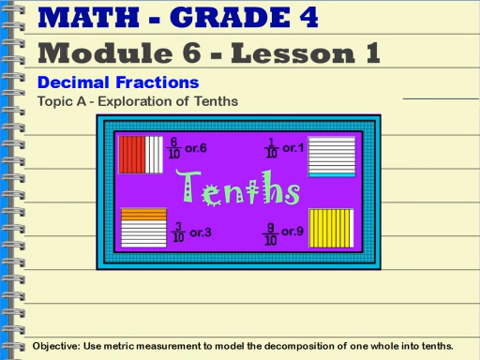 MATH - GRADE 4
Module 6 - Lesson 1
Decimal Fractions
Topic A - Exploration of Tenths
6/10 or.6
1/10 or.1
Tenths
3/10 or.3
9/10 or.9
Objective: Use metric measurement to model the decomposition of one whole into tenths.